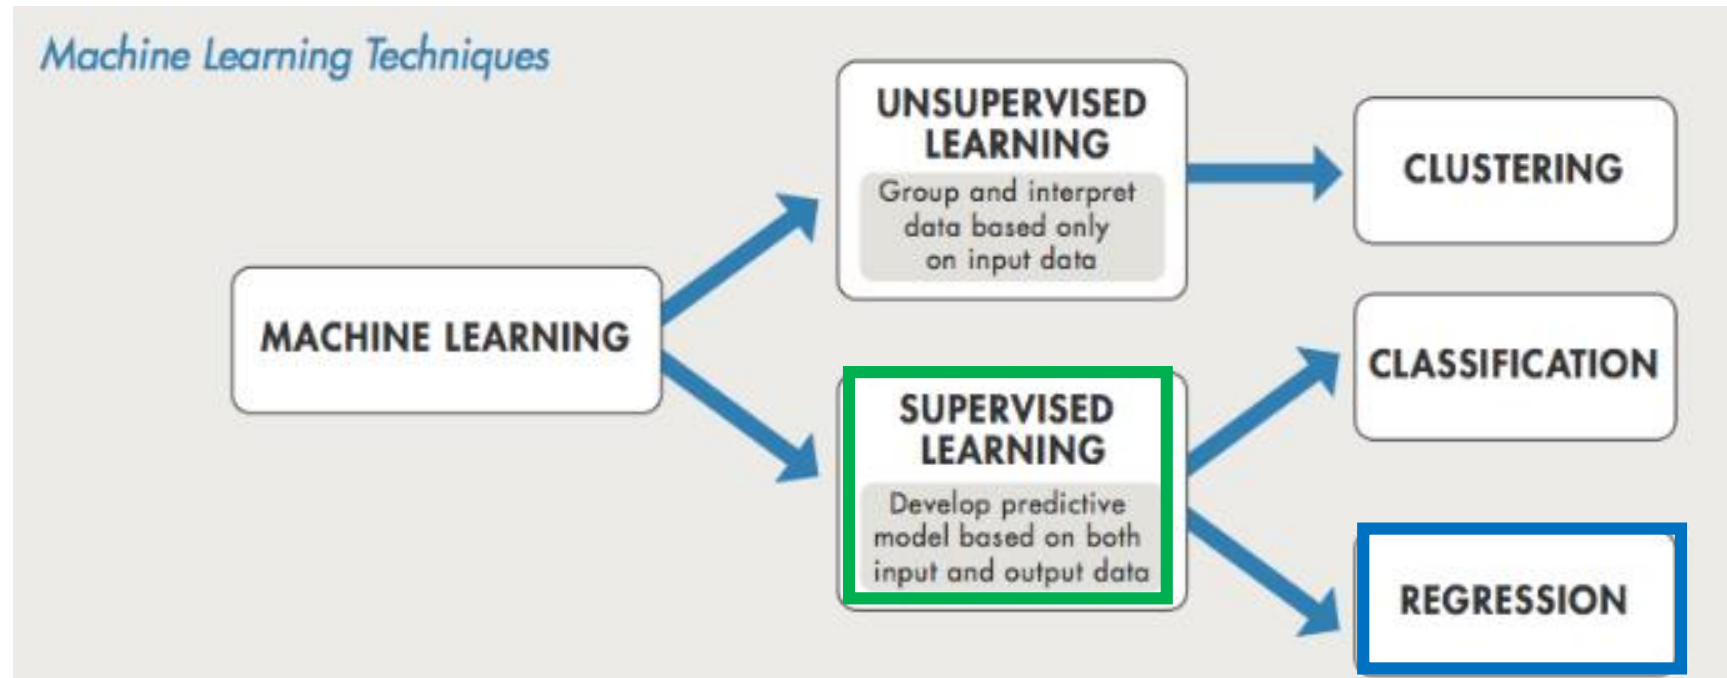 Machine Learning Techniques
UNSUPERVISED
LEARNING
Group and interpret
data based only
on input data
CLUSTERING
MACHINE LEARNING
SUPERVISED
LEARNING
Develop predictive
model based on both
input and output data
CLASSIFICATION
REGRESSION